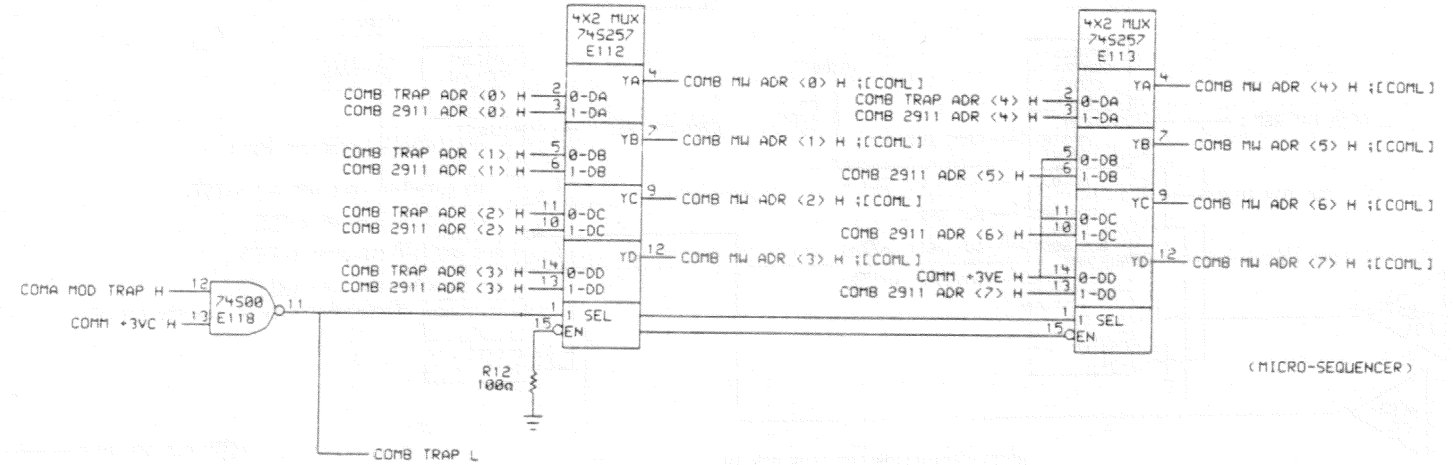 4X2 MUX
74S257
E112
YA 4 COMB MW ADR <0> H ;[COML]
COMB TRAP ADR <0> H 2 0-DA
COMB 2911 ADR <0> H 3 1-DA
YB 7 COMB MW ADR <1> H ;[COML]
COMB TRAP ADR <1> H 5 0-DB
COMB 2911 ADR <1> H 6 1-DB
YC 9 COMB MW ADR <2> H ;[COML]
COMB TRAP ADR <2> H 11 0-DC
COMB 2911 ADR <2> H 10 1-DC
YD 12 COMB MW ADR <3> H ;[COML]
COMB TRAP ADR <3> H 14 0-DD
COMB 2911 ADR <3> H 13 1-DD
1 1 SEL
15 EN
4X2 MUX
74S257
E113
YA 4 COMB MW ADR <4> H ;[COML]
COMB TRAP ADR <4> H 2 0-DA
COMB 2911 ADR <4> H 3 1-DA
YB 7 COMB MW ADR <5> H ;[COML]
5 0-DB
COMB 2911 ADR <5> H 6 1-DB
YC 9 COMB MW ADR <6> H ;[COML]
11 0-DC
COMB 2911 ADR <6> H 10 1-DC
YD 12 COMB MW ADR <7> H ;[COML]
COMM +3VE H 14 0-DD
COMB 2911 ADR <7> H 13 1-DD
1 1 SEL
15 EN
COMA MOD TRAP H 12
COMM +3VC H 13
74S00
E118
11
R12
100Ω
COMB TRAP L
(MICRO-SEQUENCER)